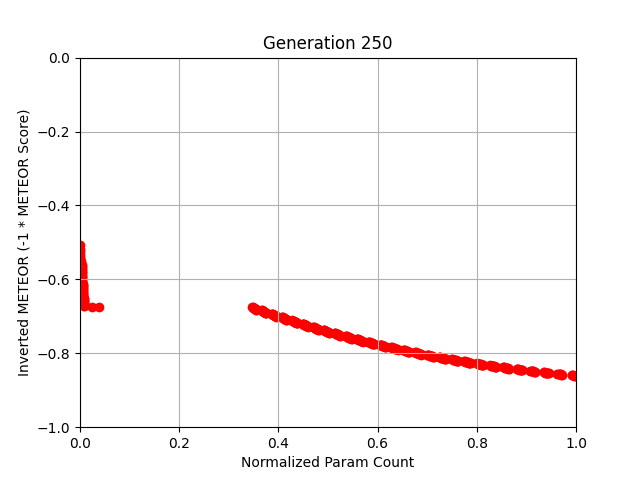 Generation 250
0.0
−0.2
−0.4
−0.6
−0.8
−1.0
Inverted METEOR (-1 * METEOR Score)
0.0 0.2 0.4 0.6 0.8 1.0
Normalized Param Count